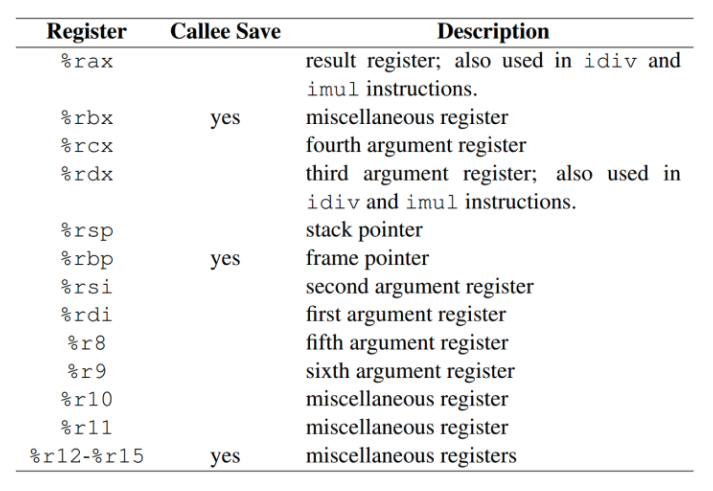 Register Callee Save Description
%rax result register; also used in idiv and
imul instructions.
%rbx yes miscellaneous register
%rcx fourth argument register
%rdx third argument register; also used in
idiv and imul instructions.
%rsp stack pointer
%rbp yes frame pointer
%rsi second argument register
%rdi first argument register
%r8 fifth argument register
%r9 sixth argument register
%r10 miscellaneous register
%r11 miscellaneous register
%r12-%r15 yes miscellaneous registers